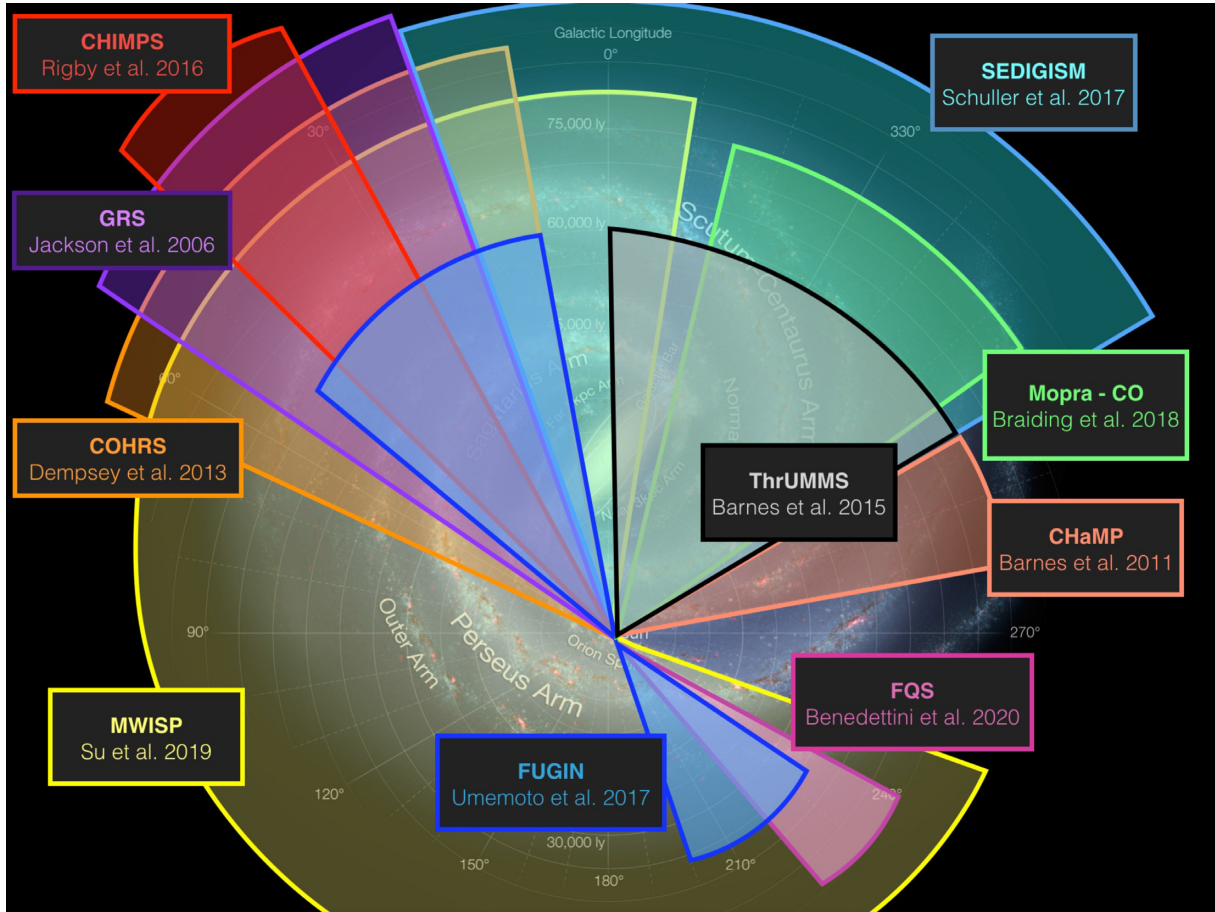 CHIMPS
Rigby et al. 2016
Galactic Longitude
0°
SEDIGISM
Schuller et al. 2017
75,000 ly
30°
330°
GRS
Jackson et al. 2006
60,000 ly
Scutum-Centaurus Arm
Sagittarius Arm
Norma
60°
COHRS
Dempsey et al. 2013
Mopra - CO
Braiding et al. 2018
ThrUMMS
Barnes et al. 2015
CHaMP
Barnes et al. 2011
90°
270°
Outer Arm
Perseus Arm
Orion
MWISP
Su et al. 2019
FQS
Benedettini et al. 2020
FUGIN
Umemoto et al. 2017
120°
240°
30,000 ly
150°
180°
210°